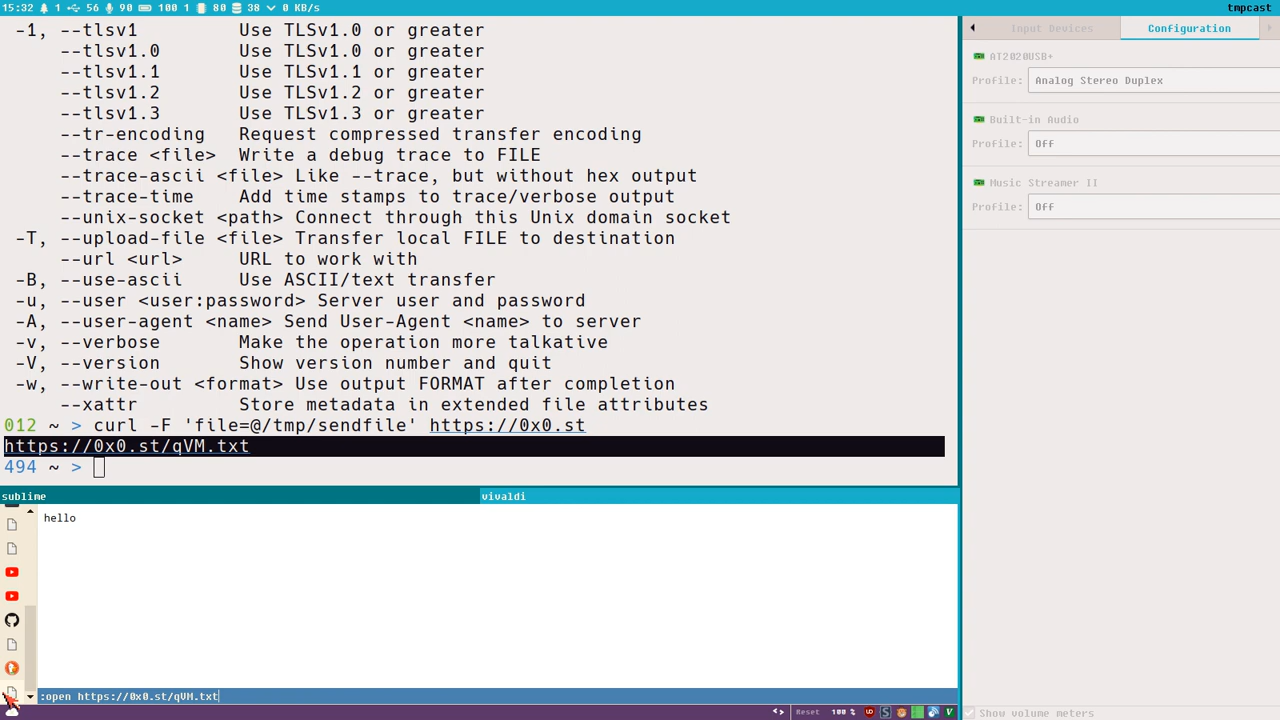 15:32 1 56 90 100 1 80 38 0 KB/s
tmpcast
-1, --tlsv1 Use TLSv1.0 or greater
--tlsv1.0 Use TLSv1.0 or greater
--tlsv1.1 Use TLSv1.1 or greater
--tlsv1.2 Use TLSv1.2 or greater
--tlsv1.3 Use TLSv1.3 or greater
--tr-encoding Request compressed transfer encoding
--trace <file> Write a debug trace to FILE
--trace-ascii <file> Like --trace, but without hex output
--trace-time Add time stamps to trace/verbose output
--unix-socket <path> Connect through this Unix domain socket
-T, --upload-file <file> Transfer local FILE to destination
--url <url> URL to work with
-B, --use-ascii Use ASCII/text transfer
-u, --user <user:password> Server user and password
-A, --user-agent <name> Send User-Agent <name> to server
-v, --verbose Make the operation more talkative
-V, --version Show version number and quit
-w, --write-out <format> Use output FORMAT after completion
--xattr Store metadata in extended file attributes
012 ~ > curl -F 'file=@/tmp/sendfile' https://0x0.st
https://0x0.st/qVM.txt
494 ~ >
sublime
vivaldi
hello
:open https://0x0.st/qVM.txt
Reset 100 %
Input Devices
Configuration
AT2020USB+
Profile: Analog Stereo Duplex
Built-in Audio
Profile: Off
Music Streamer II
Profile: Off
Show volume meters